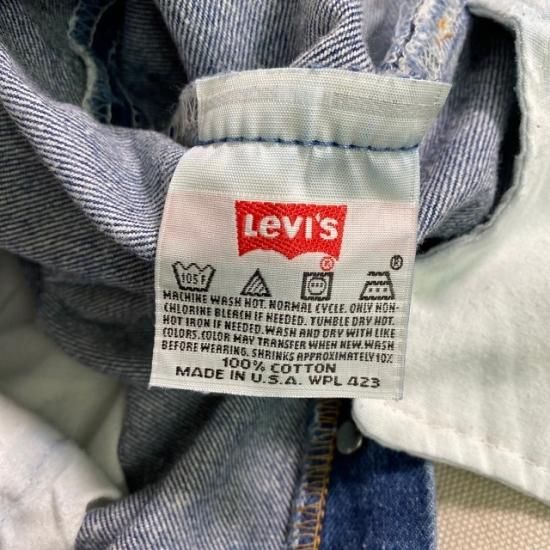 LEVI'S
®
105F
®
MACHINE WASH HOT. NORMAL CYCLE. ONLY NON-
CHLORINE BLEACH IF NEEDED. TUMBLE DRY HOT.
HOT IRON IF NEEDED. WASH AND DRY WITH LIKE
COLORS. COLOR MAY TRANSFER WHEN NEW. WASH
BEFORE WEARING. SHRINKS APPROXIMATELY 10%
100% COTTON
MADE IN U.S.A. WPL 423